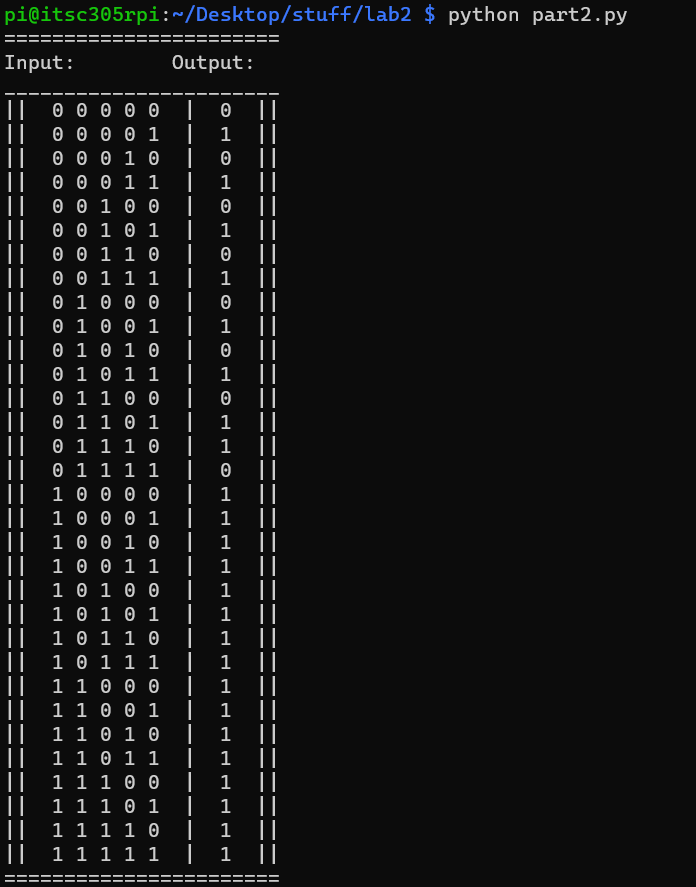 pi@itsc305rpi:~/Desktop/stuff/lab2 $ python part2.py
=======================
Input:        Output:
_______________________
||  0 0 0 0 0  |  0  ||
||  0 0 0 0 1  |  1  ||
||  0 0 0 1 0  |  0  ||
||  0 0 0 1 1  |  1  ||
||  0 0 1 0 0  |  0  ||
||  0 0 1 0 1  |  1  ||
||  0 0 1 1 0  |  0  ||
||  0 0 1 1 1  |  1  ||
||  0 1 0 0 0  |  0  ||
||  0 1 0 0 1  |  1  ||
||  0 1 0 1 0  |  0  ||
||  0 1 0 1 1  |  1  ||
||  0 1 1 0 0  |  0  ||
||  0 1 1 0 1  |  1  ||
||  0 1 1 1 0  |  1  ||
||  0 1 1 1 1  |  0  ||
||  1 0 0 0 0  |  1  ||
||  1 0 0 0 1  |  1  ||
||  1 0 0 1 0  |  1  ||
||  1 0 0 1 1  |  1  ||
||  1 0 1 0 0  |  1  ||
||  1 0 1 0 1  |  1  ||
||  1 0 1 1 0  |  1  ||
||  1 0 1 1 1  |  1  ||
||  1 1 0 0 0  |  1  ||
||  1 1 0 0 1  |  1  ||
||  1 1 0 1 0  |  1  ||
||  1 1 0 1 1  |  1  ||
||  1 1 1 0 0  |  1  ||
||  1 1 1 0 1  |  1  ||
||  1 1 1 1 0  |  1  ||
||  1 1 1 1 1  |  1  ||
=======================